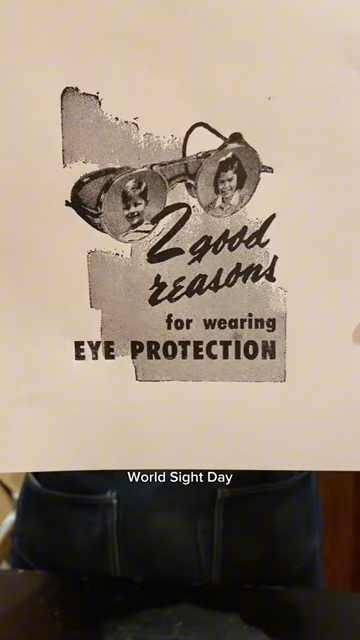 2 good
reasons
for wearing
EYE PROTECTION
World Sight Day